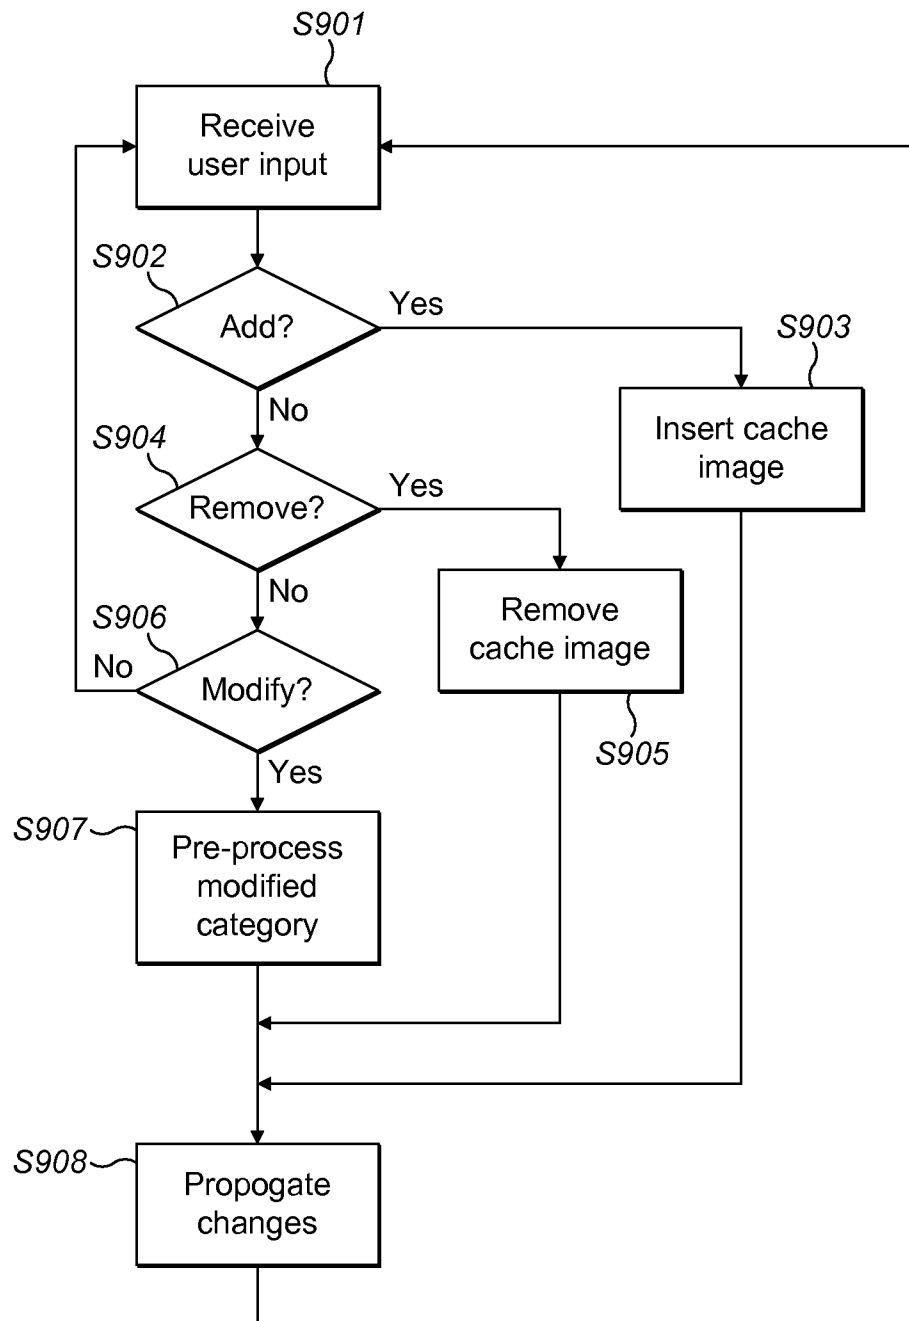 S901
Receive
user input
S902
Add?
Yes
No
S903
Insert cache
image
S904
Remove?
Yes
No
S905
Remove
cache image
S906
Modify?
No
Yes
S907
Pre-process
modified
category
S908
Propogate
changes